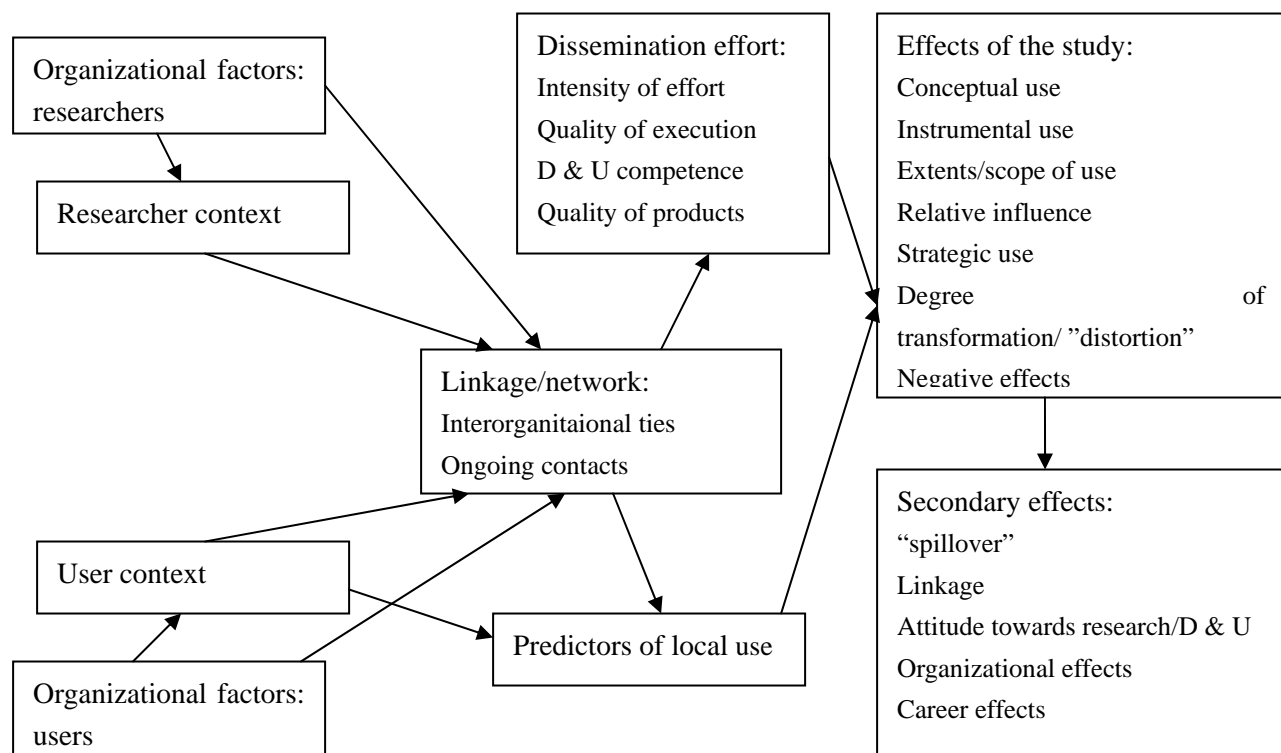 Organizational factors:
researchers
Researcher context
Dissemination effort:
Intensity of effort
Quality of execution
D & U competence
Quality of products
Effects of the study:
Conceptual use
Instrumental use
Extents/scope of use
Relative influence
Strategic use
Degree of
transformation/ ”distortion”
Negative effects
Linkage/network:
Interorganitaional ties
Ongoing contacts
User context
Organizational factors:
users
Predictors of local use
Secondary effects:
“spillover”
Linkage
Attitude towards research/D & U
Organizational effects
Career effects